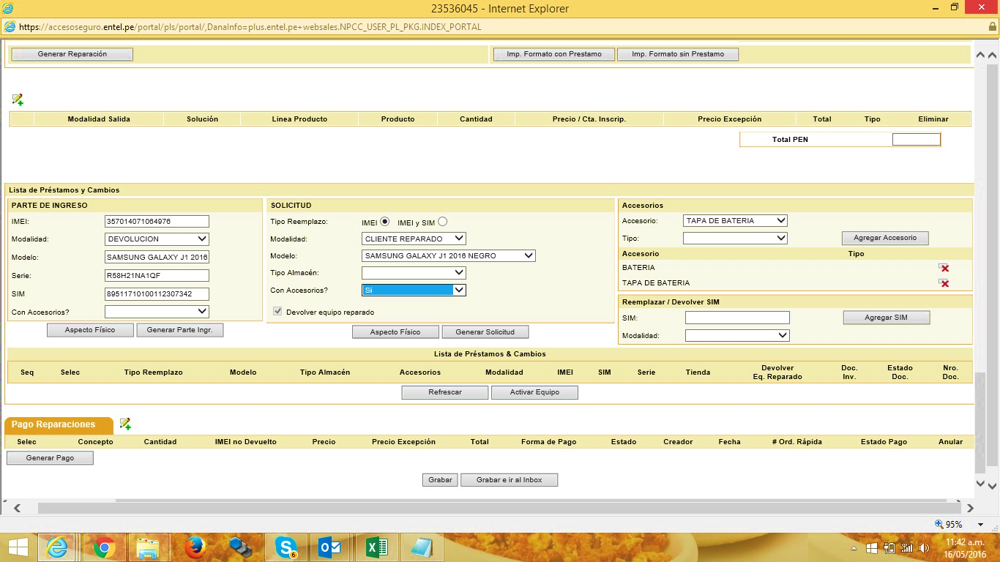 23536045 - Internet Explorer
https://accesoseguro.entel.pe/portal/pls/portal/,DanaInfo=plus.entel.pe+websales.NPCC_USER_PL_PKG.INDEX_PORTAL
Generar Reparación Imp. Formato con Prestamo Imp. Formato sin Prestamo
Modalidad Salida Solución Linea Producto Producto Cantidad Precio / Cta. Inscrip. Precio Excepción Total Tipo Eliminar
Total PEN
Lista de Préstamos y Cambios
PARTE DE INGRESO
IMEI: 357014071064976
Modalidad: DEVOLUCION
Modelo: SAMSUNG GALAXY J1 2016
Serie: R58H21NA1QF
SIM 89511710100112307342
Con Accesorios?
Aspecto Físico Generar Parte Ingr.
SOLICITUD
Tipo Reemplazo: IMEI IMEI y SIM
Modalidad: CLIENTE REPARADO
Modelo: SAMSUNG GALAXY J1 2016 NEGRO
Tipo Almacén:
Con Accesorios? Si
Devolver equipo reparado
Aspecto Físico Generar Solicitud
Accesorios
Accesorio: TAPA DE BATERIA
Tipo: Agregar Accesorio
Accesorio Tipo
BATERIA
TAPA DE BATERIA
Reemplazar / Devolver SIM
SIM: Agregar SIM
Modalidad:
Lista de Préstamos & Cambios
Seq Selec Tipo Reemplazo Modelo Tipo Almacén Accesorios Modalidad IMEI SIM Serie Tienda Devolver Eq. Reparado Doc. Inv. Estado Doc. Nro. Doc.
Refrescar Activar Equipo
Pago Reparaciones
Selec Concepto Cantidad IMEI no Devuelto Precio Precio Excepción Total Forma de Pago Estado Creador Fecha # Ord. Rápida Estado Pago Anular
Generar Pago
Grabar Grabar e ir al Inbox
95%
6
11:42 a.m.
16/05/2016